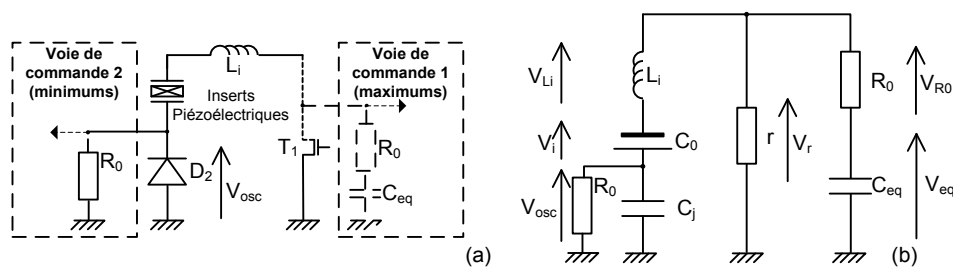 Voie de
commande 2
(minimums)
R0
D2
Vosc
Li
Inserts
Piézoélectriques
T1
Voie de
commande 1
(maximums)
R0
Ceq
(a)
VLi
Vi
Vosc
Li
C0
R0
Cj
r
Vr
R0
Ceq
VR0
Veq
(b)